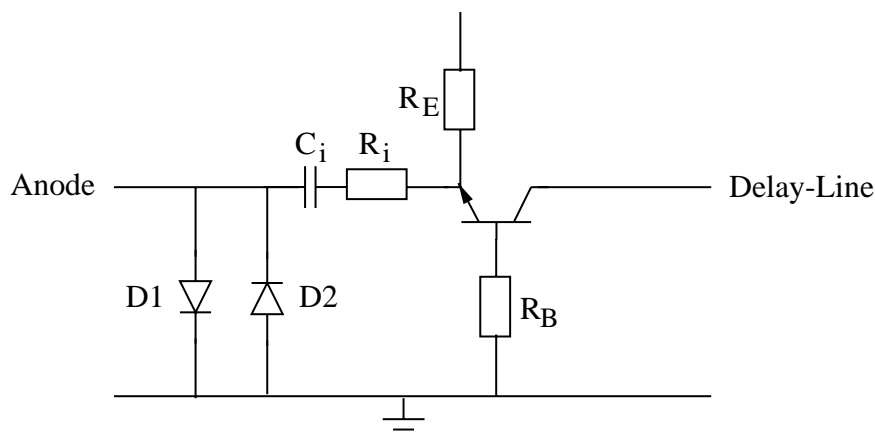 R_E
C_i
R_i
Anode
Delay-Line
D1
D2
R_B